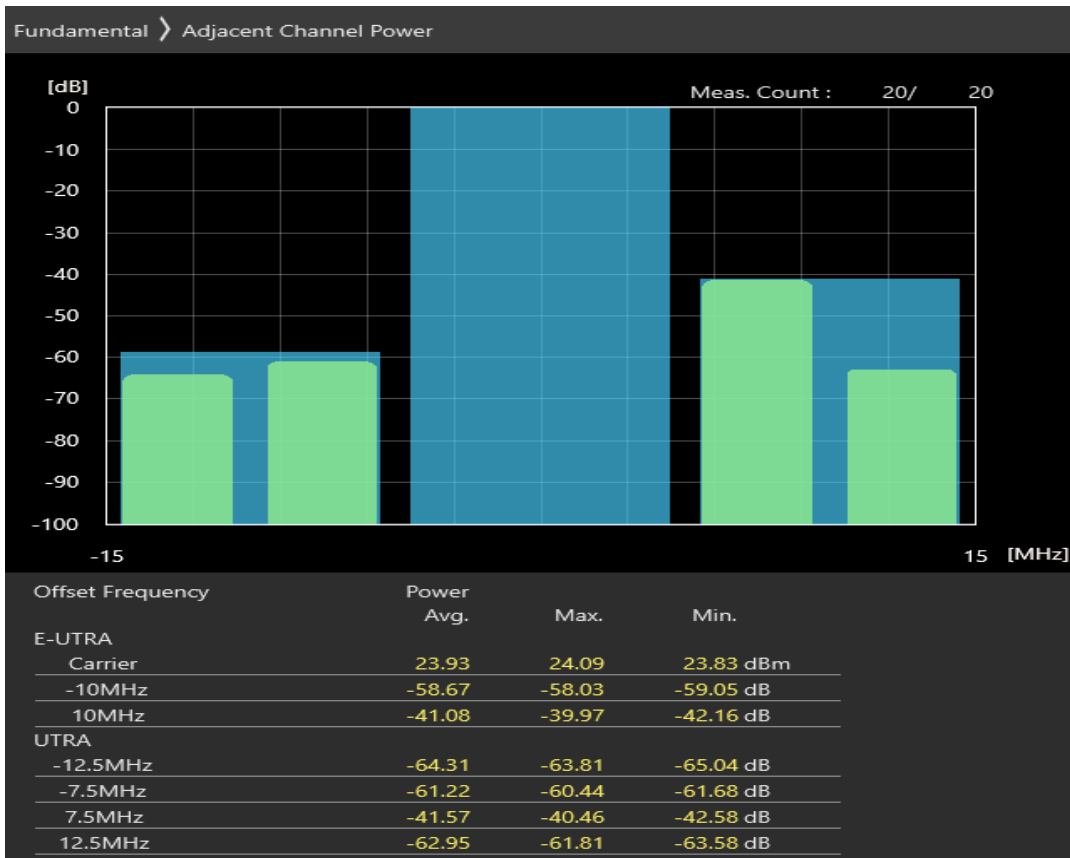 Fundamental 〉 Adjacent Channel Power
[dB]
Meas. Count : 20/ 20
0
-10
-20
-30
-40
-50
-60
-70
-80
-90
-100
-15 15 [MHz]
Offset Frequency Power
Avg. Max. Min.
E-UTRA
Carrier 23.93 24.09 23.83 dBm
-10MHz -58.67 -58.03 -59.05 dB
10MHz -41.08 -39.97 -42.16 dB
UTRA
-12.5MHz -64.31 -63.81 -65.04 dB
-7.5MHz -61.22 -60.44 -61.68 dB
7.5MHz -41.57 -40.46 -42.58 dB
12.5MHz -62.95 -61.81 -63.58 dB